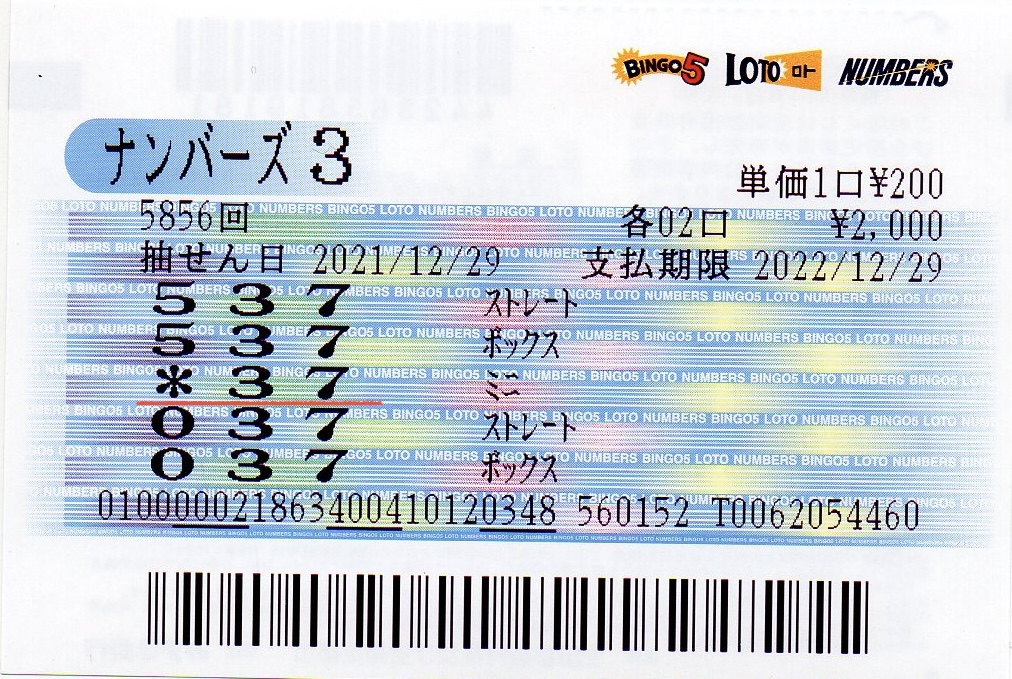 BINGO5 LOTO NUMBERS
ナンバーズ3
単価1口¥200
5856回 各02口 ¥2,000
抽せん日 2021/12/29 支払期限 2022/12/29
5 3 7 ストレート
5 3 7 ボックス
* 3 7 ミニ
0 3 7 ストレート
0 3 7 ボックス
010000021863400410120348 560152 T0062054460